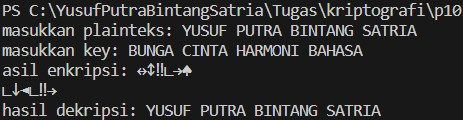 PS C:\YusufPutraBintangSatria\Tugas\kriptografi\p10
masukkan plainteks: YUSUF PUTRA BINTANG SATRIA
masukkan key: BUNGA CINTA HARMONI BAHASA
asil enkripsi: ↔↕‼∟→♠
∟↓◄∟‼→
hasil dekripsi: YUSUF PUTRA BINTANG SATRIA